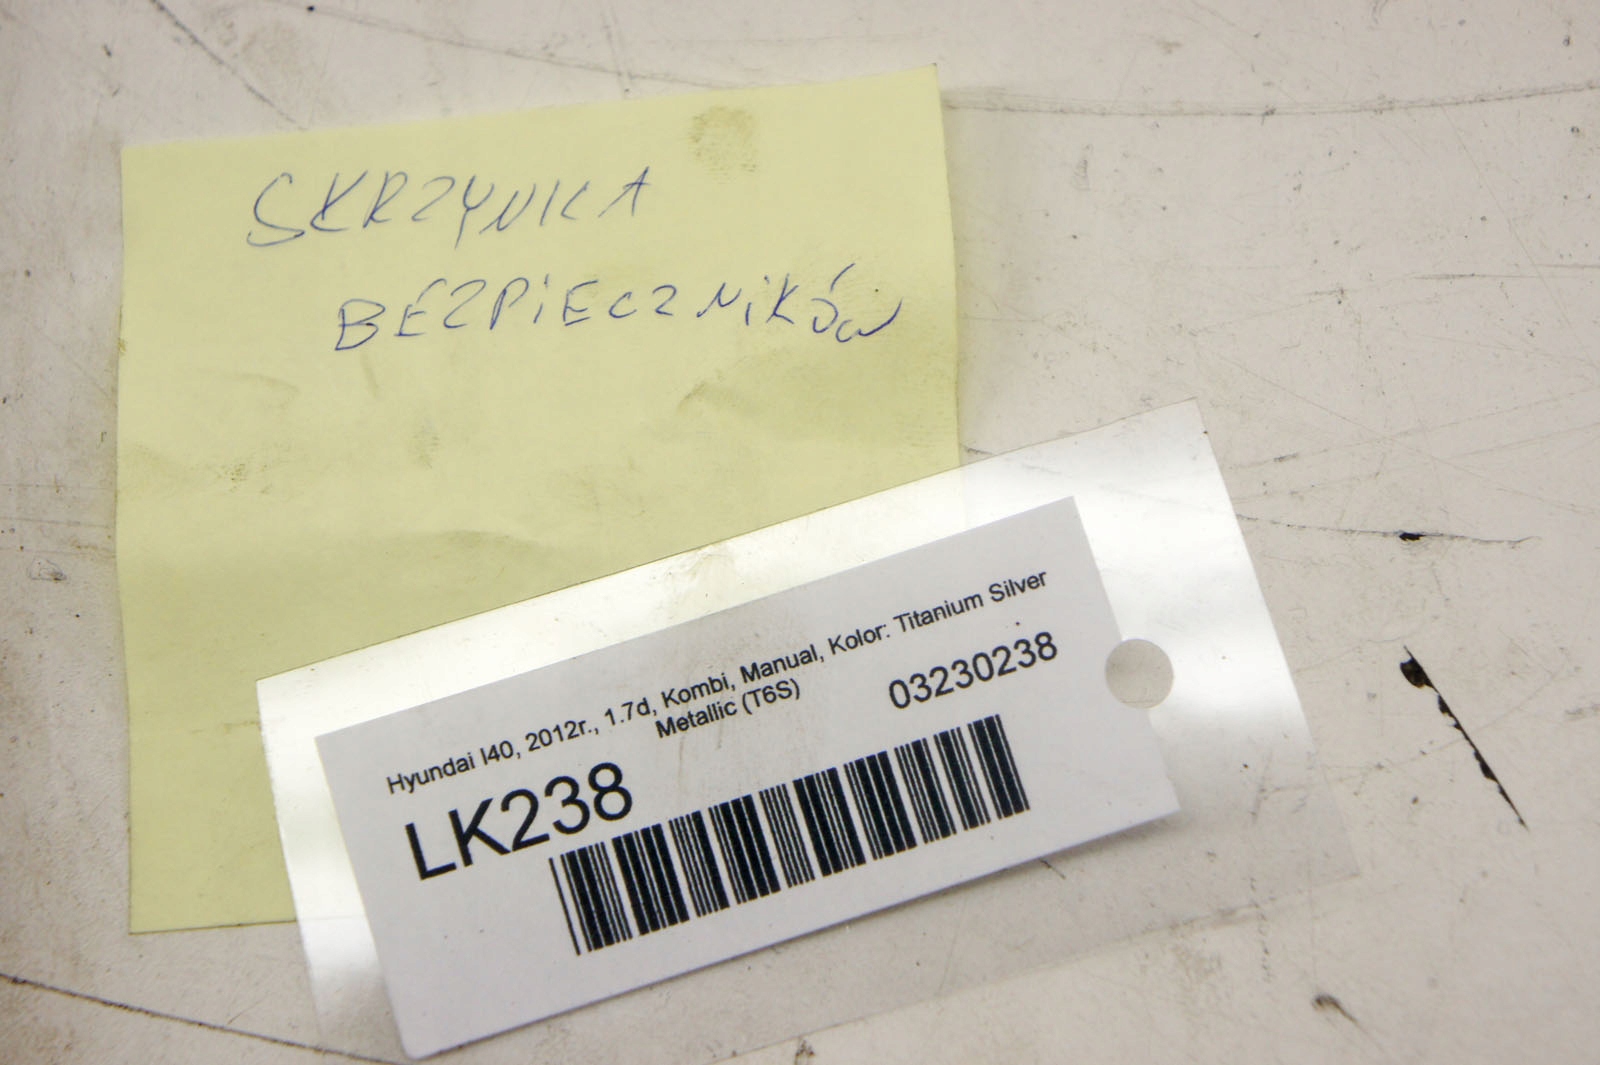 SKRZYNKA
BEZPiECZNiKÓW
Hyundai I40, 2012r., 1.7d, Kombi, Manual, Kolor: Titanium Silver
Metallic (T6S)
03230238
LK238